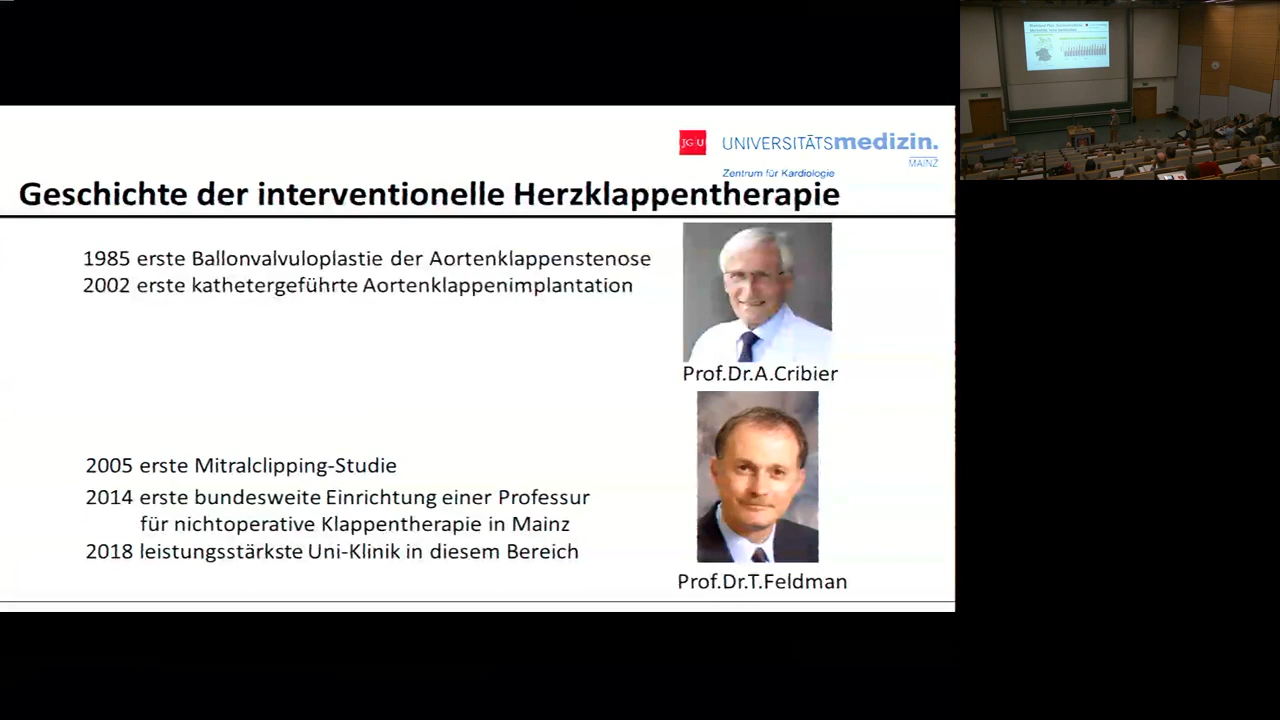 JG|U UNIVERSITÄTSmedizin.
MAINZ
Zentrum für Kardiologie
Geschichte der interventionelle Herzklappentherapie
1985 erste Ballonvalvuloplastie der Aortenklappenstenose
2002 erste kathetergeführte Aortenklappenimplantation
Prof.Dr.A.Cribier
2005 erste Mitralclipping-Studie
2014 erste bundesweite Einrichtung einer Professur
für nichtoperative Klappentherapie in Mainz
2018 leistungsstärkste Uni-Klinik in diesem Bereich
Prof.Dr.T.Feldman